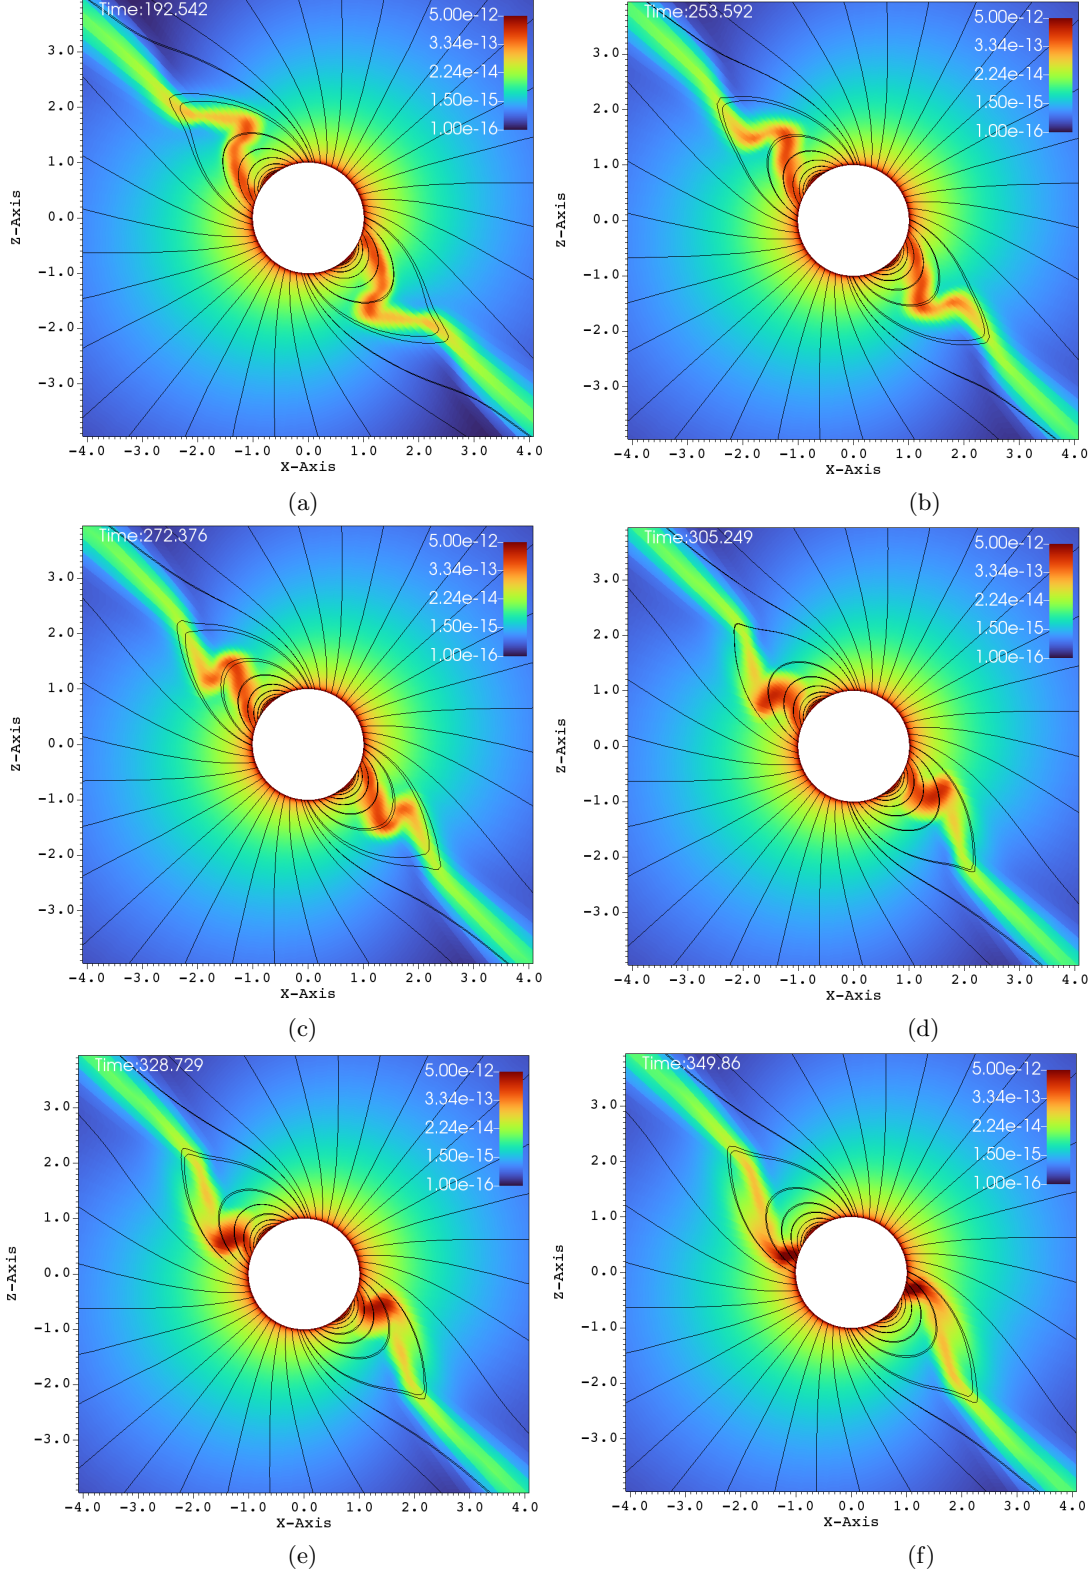 Time:192.542
5.00e-12
3.34e-13
2.24e-14
1.50e-15
1.00e-16
3.0
2.0
1.0
0.0
-1.0
-2.0
-3.0
Z-Axis
-4.0 -3.0 -2.0 -1.0 0.0 1.0 2.0 3.0 4.0
X-Axis
(a)
Time:253.592
5.00e-12
3.34e-13
2.24e-14
1.50e-15
1.00e-16
3.0
2.0
1.0
0.0
-1.0
-2.0
-3.0
Z-Axis
-4.0 -3.0 -2.0 -1.0 0.0 1.0 2.0 3.0 4.0
X-Axis
(b)
Time:272.376
5.00e-12
3.34e-13
2.24e-14
1.50e-15
1.00e-16
3.0
2.0
1.0
0.0
-1.0
-2.0
-3.0
Z-Axis
-4.0 -3.0 -2.0 -1.0 0.0 1.0 2.0 3.0 4.0
X-Axis
(c)
Time:305.249
5.00e-12
3.34e-13
2.24e-14
1.50e-15
1.00e-16
3.0
2.0
1.0
0.0
-1.0
-2.0
-3.0
Z-Axis
-4.0 -3.0 -2.0 -1.0 0.0 1.0 2.0 3.0 4.0
X-Axis
(d)
Time:328.729
5.00e-12
3.34e-13
2.24e-14
1.50e-15
1.00e-16
3.0
2.0
1.0
0.0
-1.0
-2.0
-3.0
Z-Axis
-4.0 -3.0 -2.0 -1.0 0.0 1.0 2.0 3.0 4.0
X-Axis
(e)
Time:349.86
5.00e-12
3.34e-13
2.24e-14
1.50e-15
1.00e-16
3.0
2.0
1.0
0.0
-1.0
-2.0
-3.0
Z-Axis
-4.0 -3.0 -2.0 -1.0 0.0 1.0 2.0 3.0 4.0
X-Axis
(f)